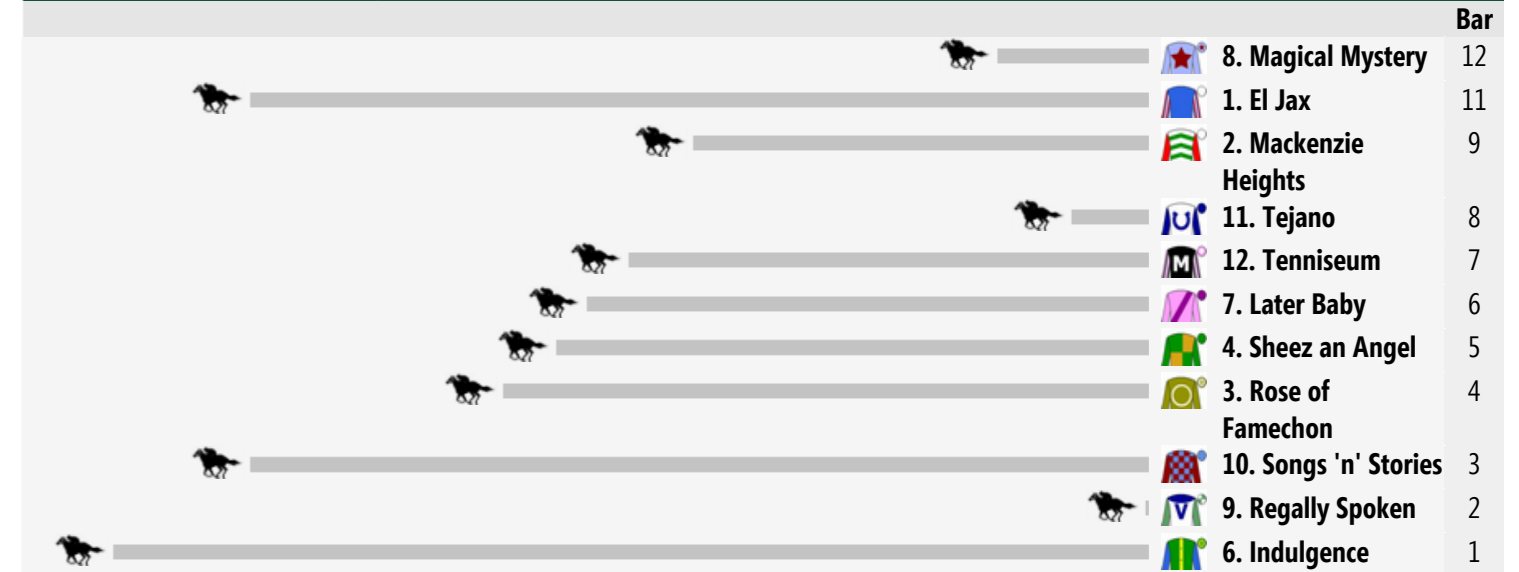 Bar
8. Magical Mystery 12
1. El Jax 11
2. Mackenzie 9
Heights
11. Tejano 8
M 12. Tenniseum 7
7. Later Baby 6
4. Sheez an Angel 5
3. Rose of 4
Famechon
10. Songs 'n' Stories 3
V 9. Regally Spoken 2
6. Indulgence 1